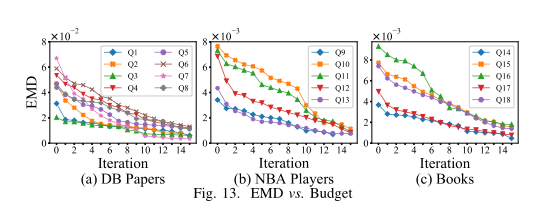 ×10⁻²
×10⁻³
×10⁻³
EMD
8
6
4
2
0
Q1
Q2
Q3
Q4
Q5
Q6
Q7
Q8
8
6
4
2
0
Q9
Q10
Q11
Q12
Q13
8
6
4
2
0
Q14
Q15
Q16
Q17
Q18
0 2 4 6 8 10 12 14
0 2 4 6 8 10 12 14
0 2 4 6 8 10 12 14
Iteration
Iteration
Iteration
(a) DB Papers
(b) NBA Players
(c) Books
Fig. 13. EMD vs. Budget